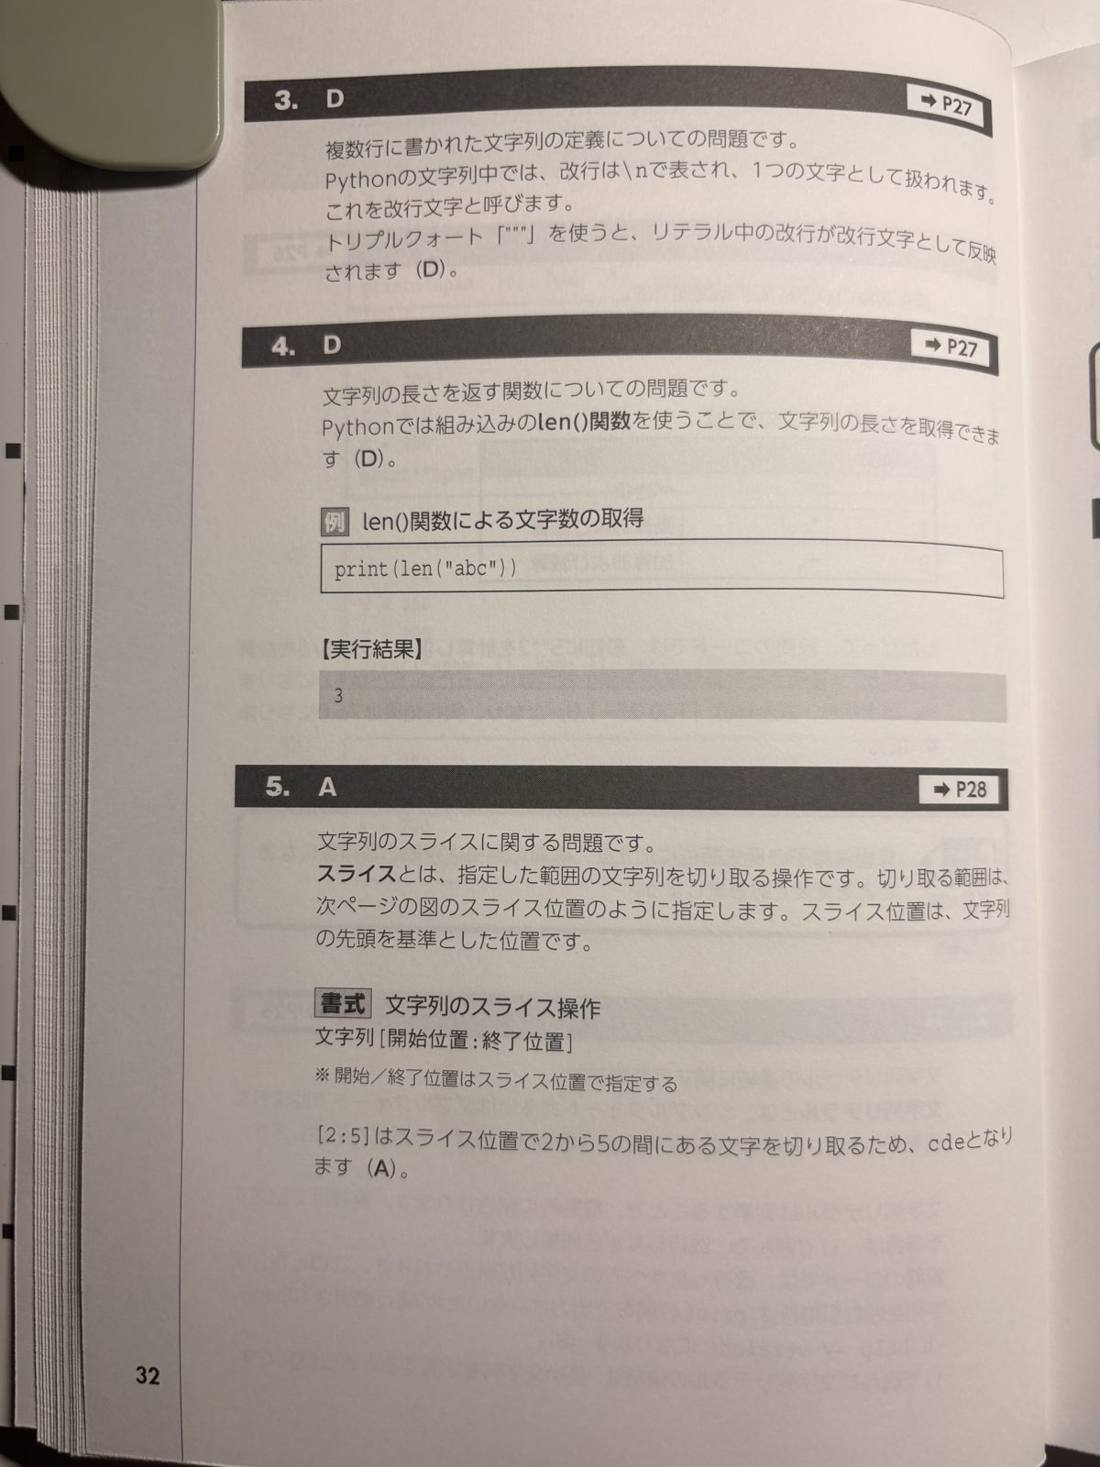 3. D ➡ P27
複数行に書かれた文字列の定義についての問題です。
Pythonの文字列中では、改行は\nで表され、1つの文字として扱われます。
これを改行文字と呼びます。
トリプルクォート「"""」を使うと、リテラル中の改行が改行文字として反映
されます（D）。
4. D ➡ P27
文字列の長さを返す関数についての問題です。
Pythonでは組み込みのlen()関数を使うことで、文字列の長さを取得できま
す（D）。
例 len()関数による文字数の取得
print(len("abc"))
【実行結果】
3
5. A ➡ P28
文字列のスライスに関する問題です。
スライスとは、指定した範囲の文字列を切り取る操作です。切り取る範囲は、
次ページの図のスライス位置のように指定します。スライス位置は、文字列
の先頭を基準とした位置です。
書式 文字列のスライス操作
文字列[開始位置:終了位置]
※ 開始／終了位置はスライス位置で指定する
[2:5]はスライス位置で2から5の間にある文字を切り取るため、cdeとなり
ます（A）。
32